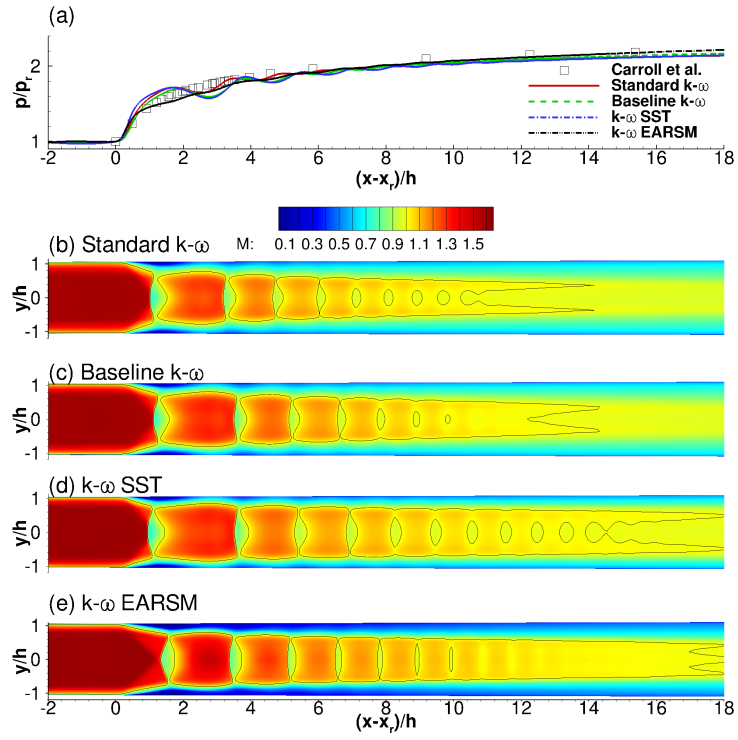 (a)
p/p_r
2
1
Carroll et al.
Standard k-ω
Baseline k-ω
k-ω SST
k-ω EARSM
-2 0 2 4 6 8 10 12 14 16 18
(x-x_r)/h
M: 0.1 0.3 0.5 0.7 0.9 1.1 1.3 1.5
(b) Standard k-ω
y/h
1
0
-1
(c) Baseline k-ω
y/h
1
0
-1
(d) k-ω SST
y/h
1
0
-1
(e) k-ω EARSM
y/h
1
0
-1
-2 0 2 4 6 8 10 12 14 16 18
(x-x_r)/h